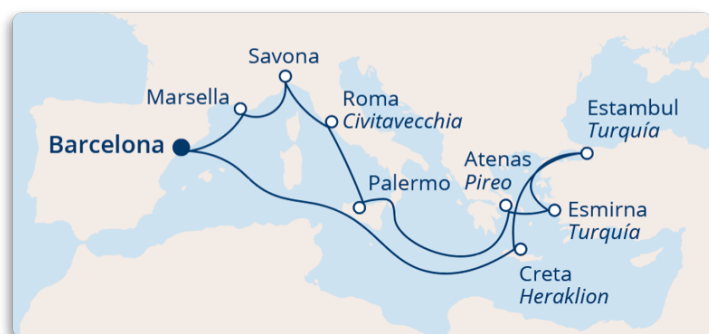 Savona
Marsella
Roma
Civitavecchia
Barcelona
Estambul
Turquía
Atenas
Pireo
Palermo
Esmirna
Turquía
Creta
Heraklion